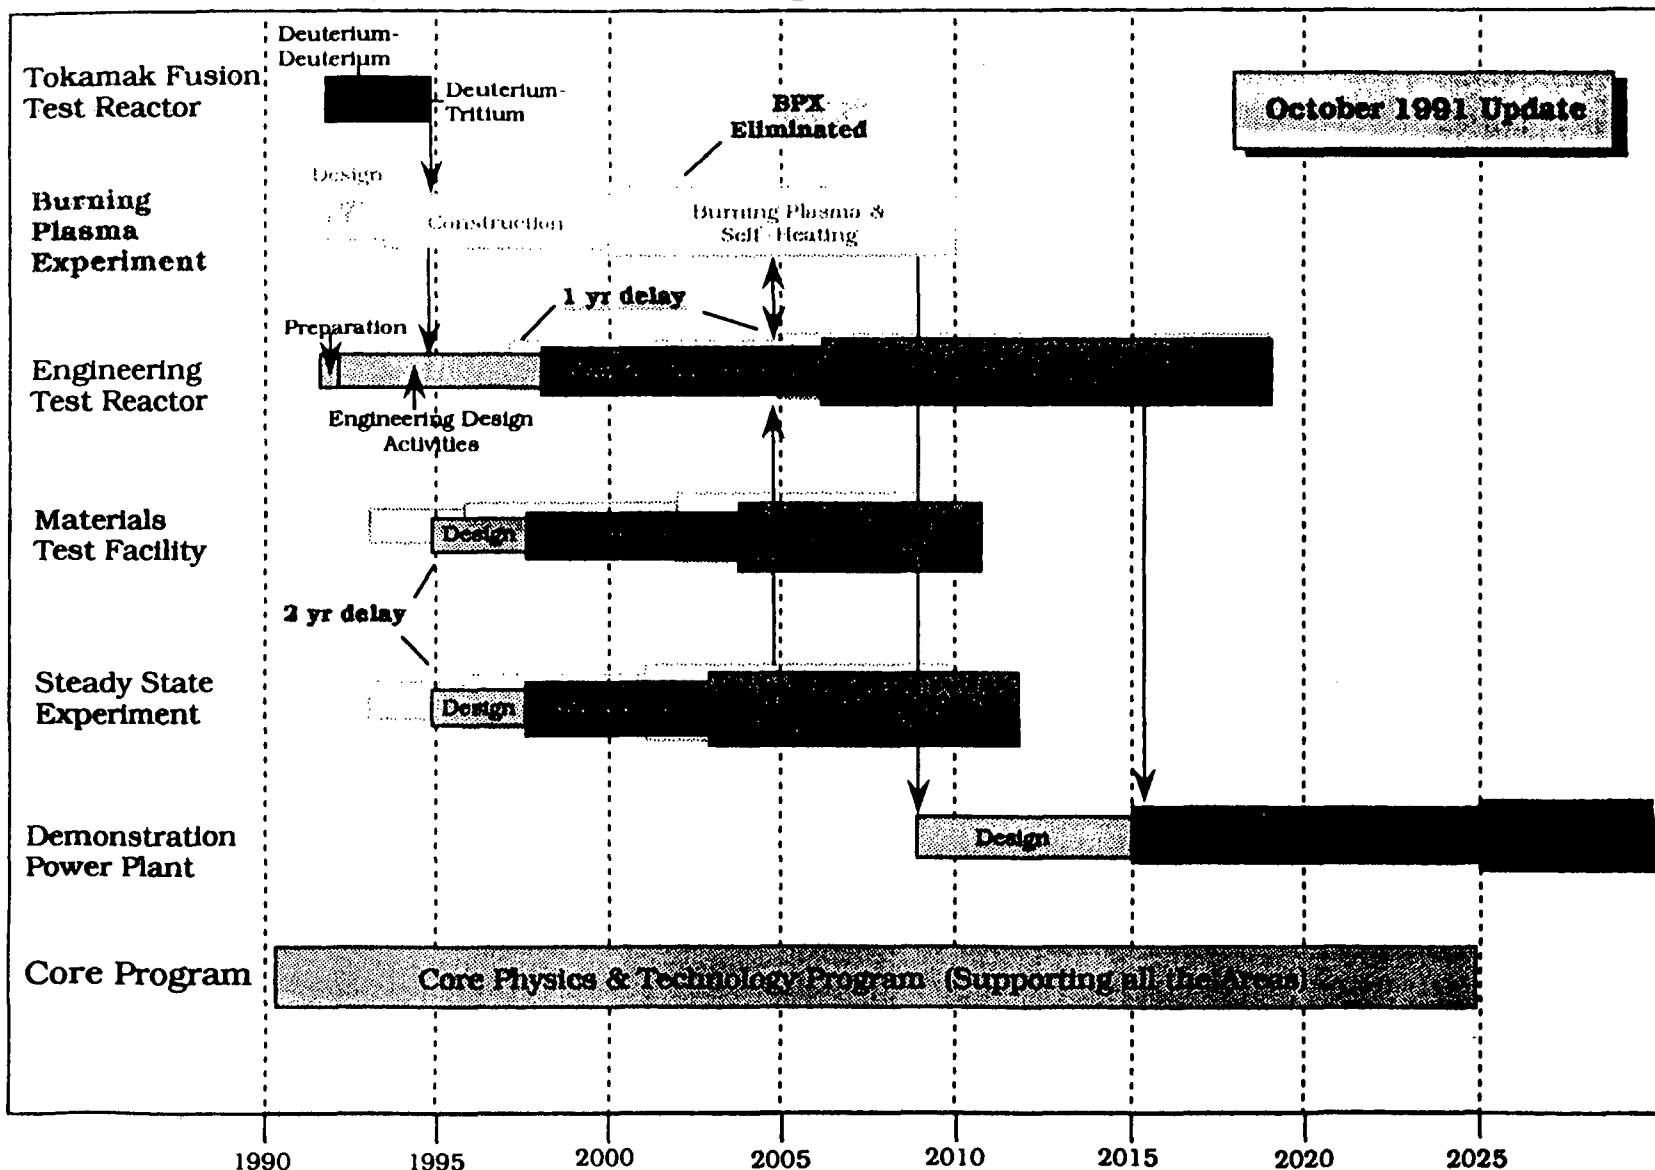 Deuterium-
Deuterium
Tokamak Fusion
Test Reactor
Deuterium-
Tritium
BPX
Eliminated
October 1991 Update
Design
Burning
Plasma
Experiment
Construction
Burning Plasma &
Self-Heating
1 yr delay
Preparation
Engineering
Test Reactor
Engineering Design
Activities
Materials
Test Facility
Design
2 yr delay
Steady State
Experiment
Design
Demonstration
Power Plant
Design
Core Program
Core Physics & Technology Program (Supporting all the Areas)
1990 1995 2000 2005 2010 2015 2020 2025